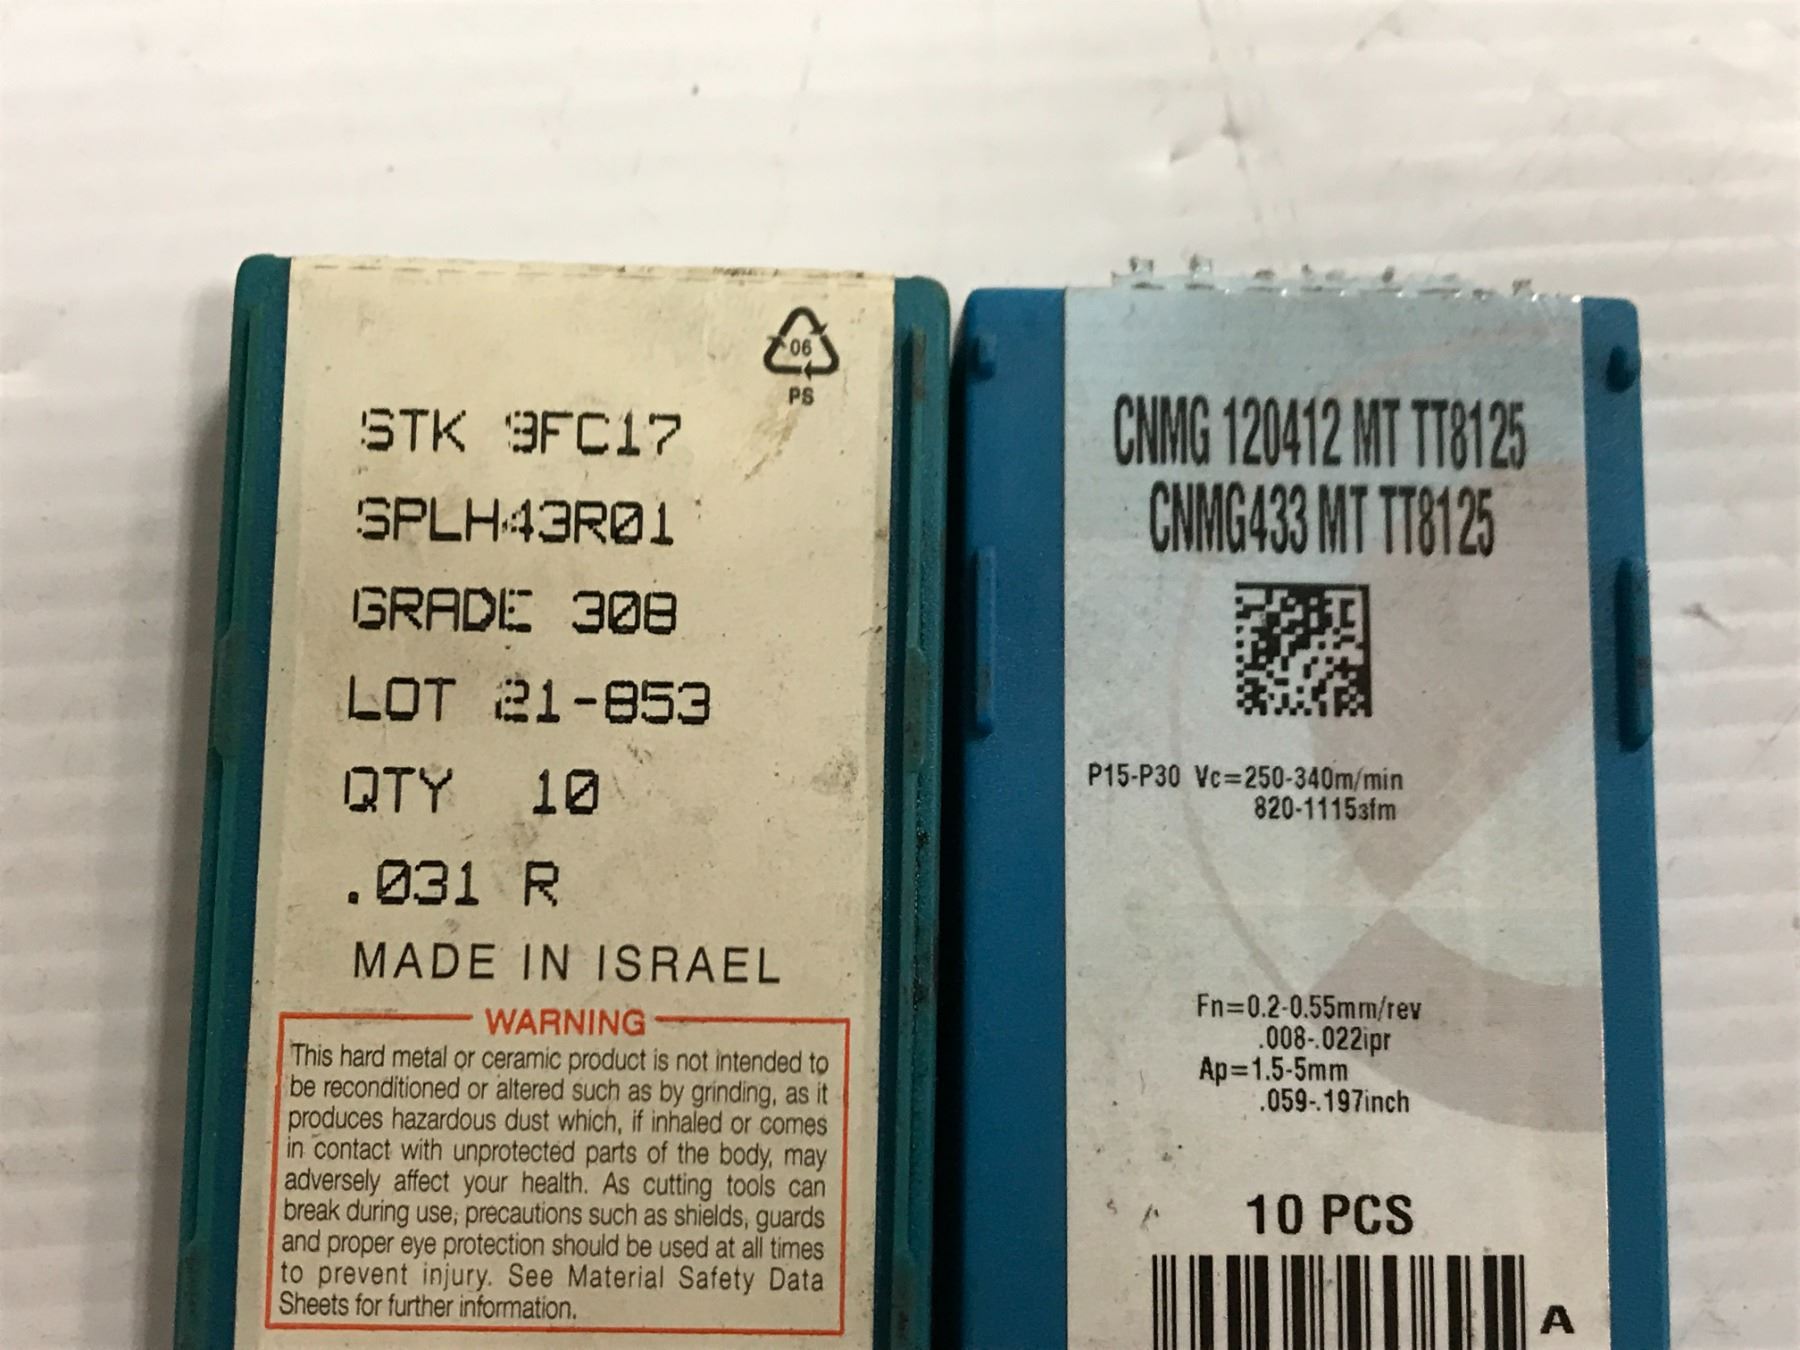 06
PS
STK 9FC17
SPLH43R01
GRADE 308
LOT 21-853
QTY 10
.031 R
MADE IN ISRAEL
WARNING
This hard metal or ceramic product is not intended to
be reconditioned or altered such as by grinding, as it
produces hazardous dust which, if inhaled or comes
in contact with unprotected parts of the body, may
adversely affect your health. As cutting tools can
break during use, precautions such as shields, guards
and proper eye protection should be used at all times
to prevent injury. See Material Safety Data
Sheets for further information.
CNMG 120412 MT TT8125
CNMG433 MT TT8125
P15-P30 Vc=250-340m/min
820-1115sfm
Fn=0.2-0.55mm/rev
.008-.022ipr
Ap=1.5-5mm
.059-.197inch
10 PCS
A